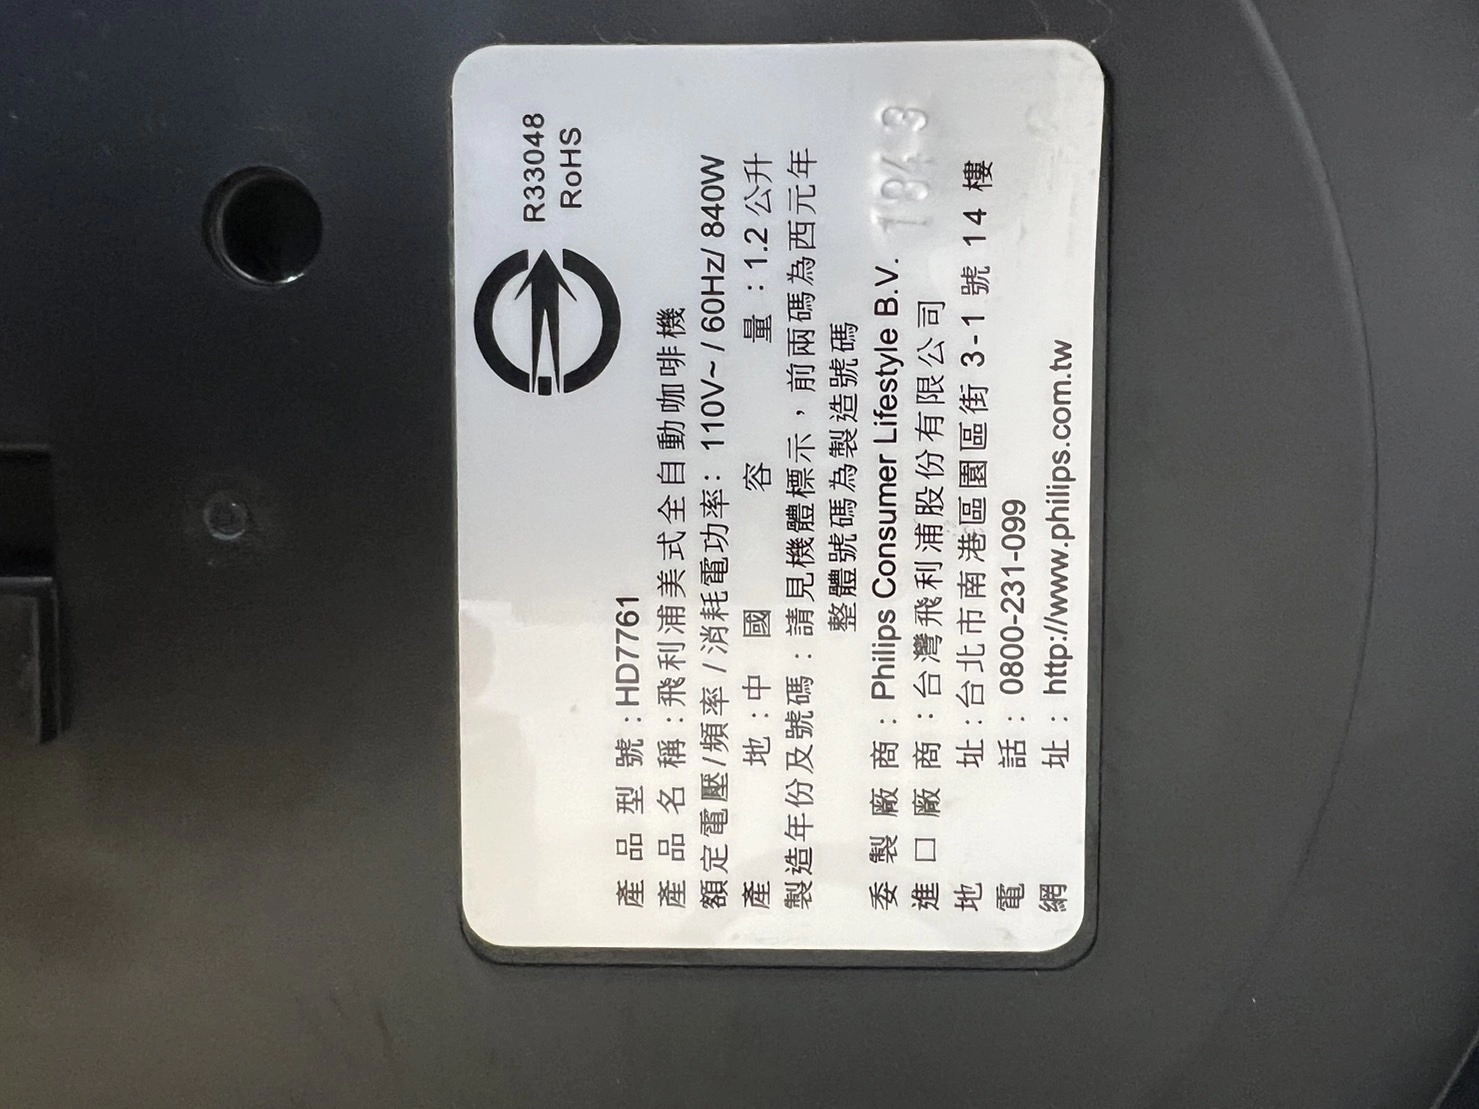 R33048
RoHS
產品型號:HD7761
產品名稱:飛利浦美式全自動咖啡機
額定電壓/頻率/消耗電功率: 110V~/60Hz/ 840W
產地:中國 容量:1.2公升
製造年份及號碼:請見機體標示,前兩碼為西元年
整體號碼為製造號碼
委製廠商: Philips Consumer Lifestyle B.V. 1843
進口廠商:台灣飛利浦股份有限公司
地址:台北市南港區園區街 3-1 號 14 樓
電話: 0800-231-099
網址: http://www.philips.com.tw